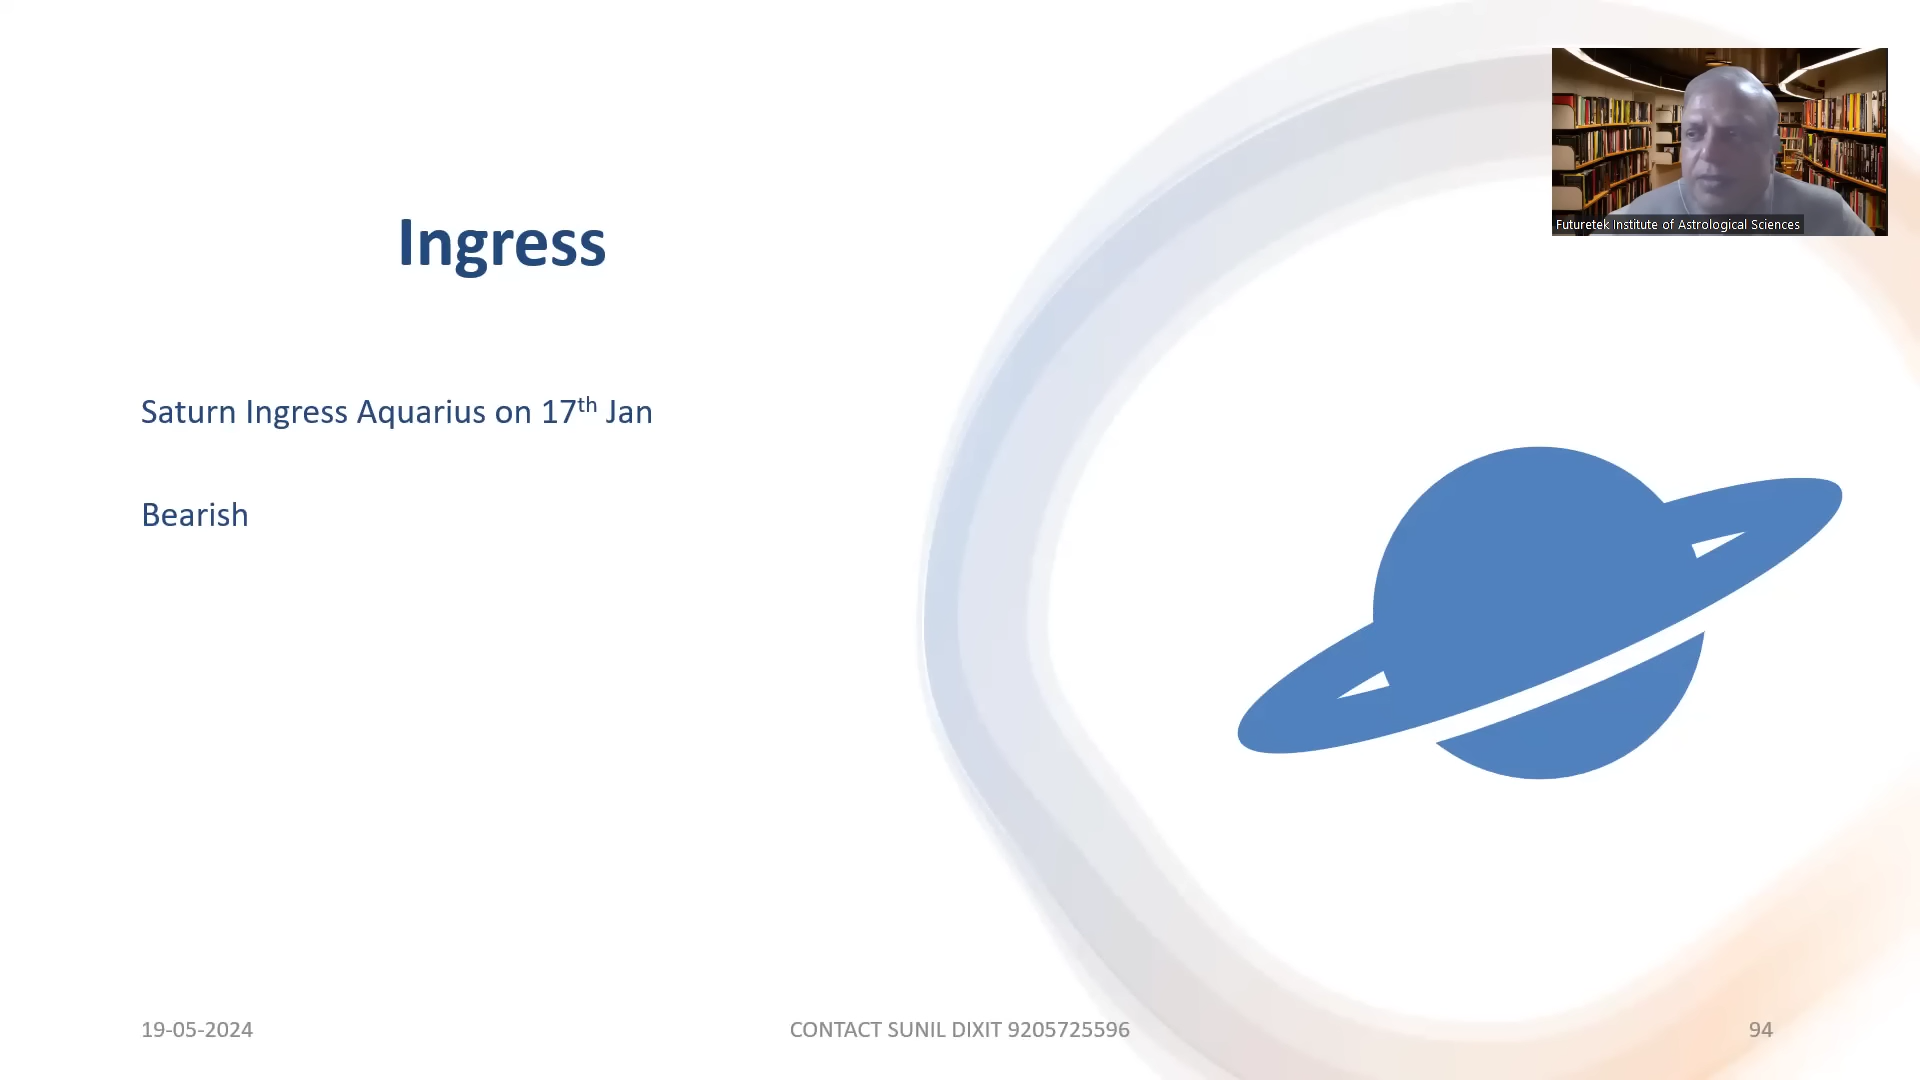 Futuretek Institute of Astrological Sciences
Ingress
Saturn Ingress Aquarius on 17th Jan
Bearish
19-05-2024
CONTACT SUNIL DIXIT 9205725596
94